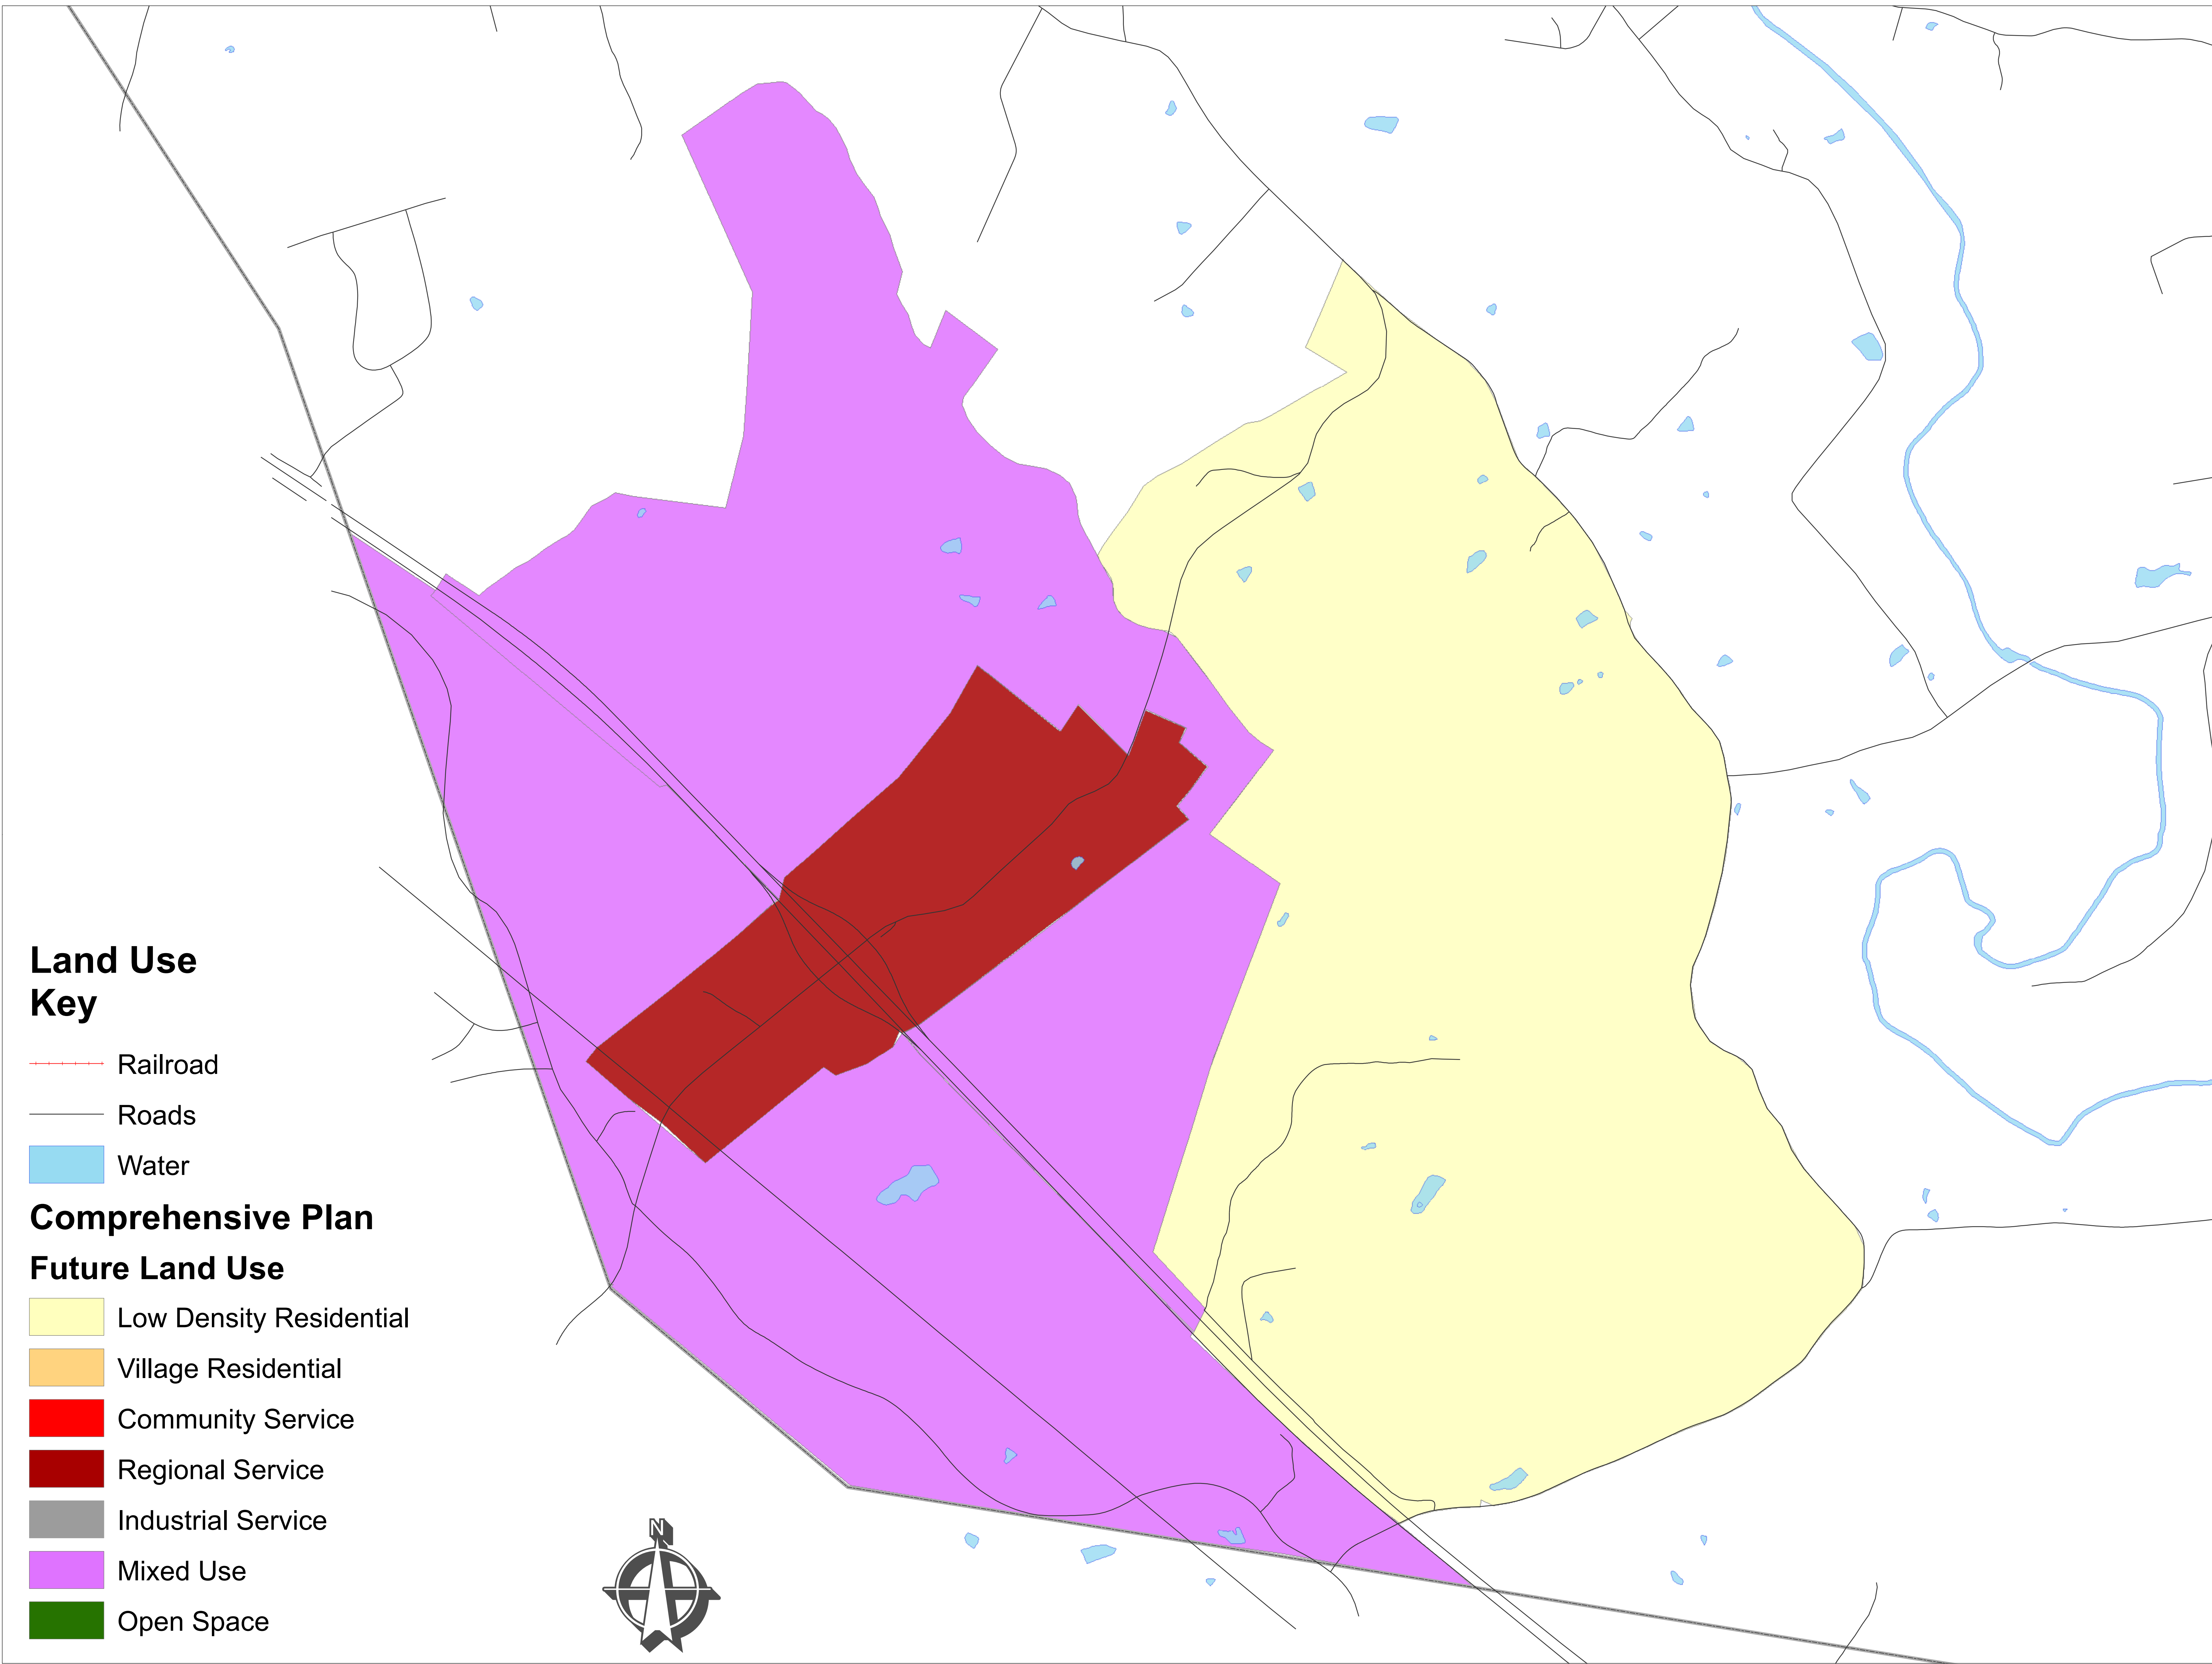 Land Use
Key
Railroad
Roads
Water
Comprehensive Plan
Future Land Use
Low Density Residential
Village Residential
Community Service
Regional Service
Industrial Service
Mixed Use
Open Space
N